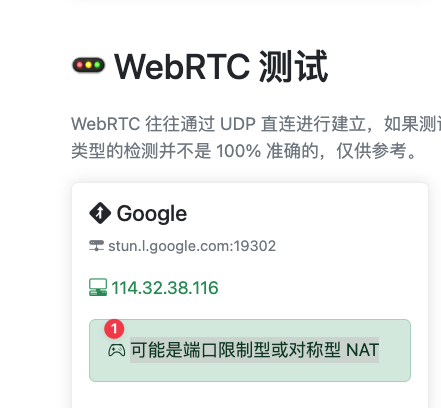 WebRTC 测试
WebRTC 往往通过 UDP 直连进行建立，如果测
类型的检测并不是 100% 准确的，仅供参考。
Google
stun.l.google.com:19302
114.32.38.116
1
可能是端口限制型或对称型 NAT